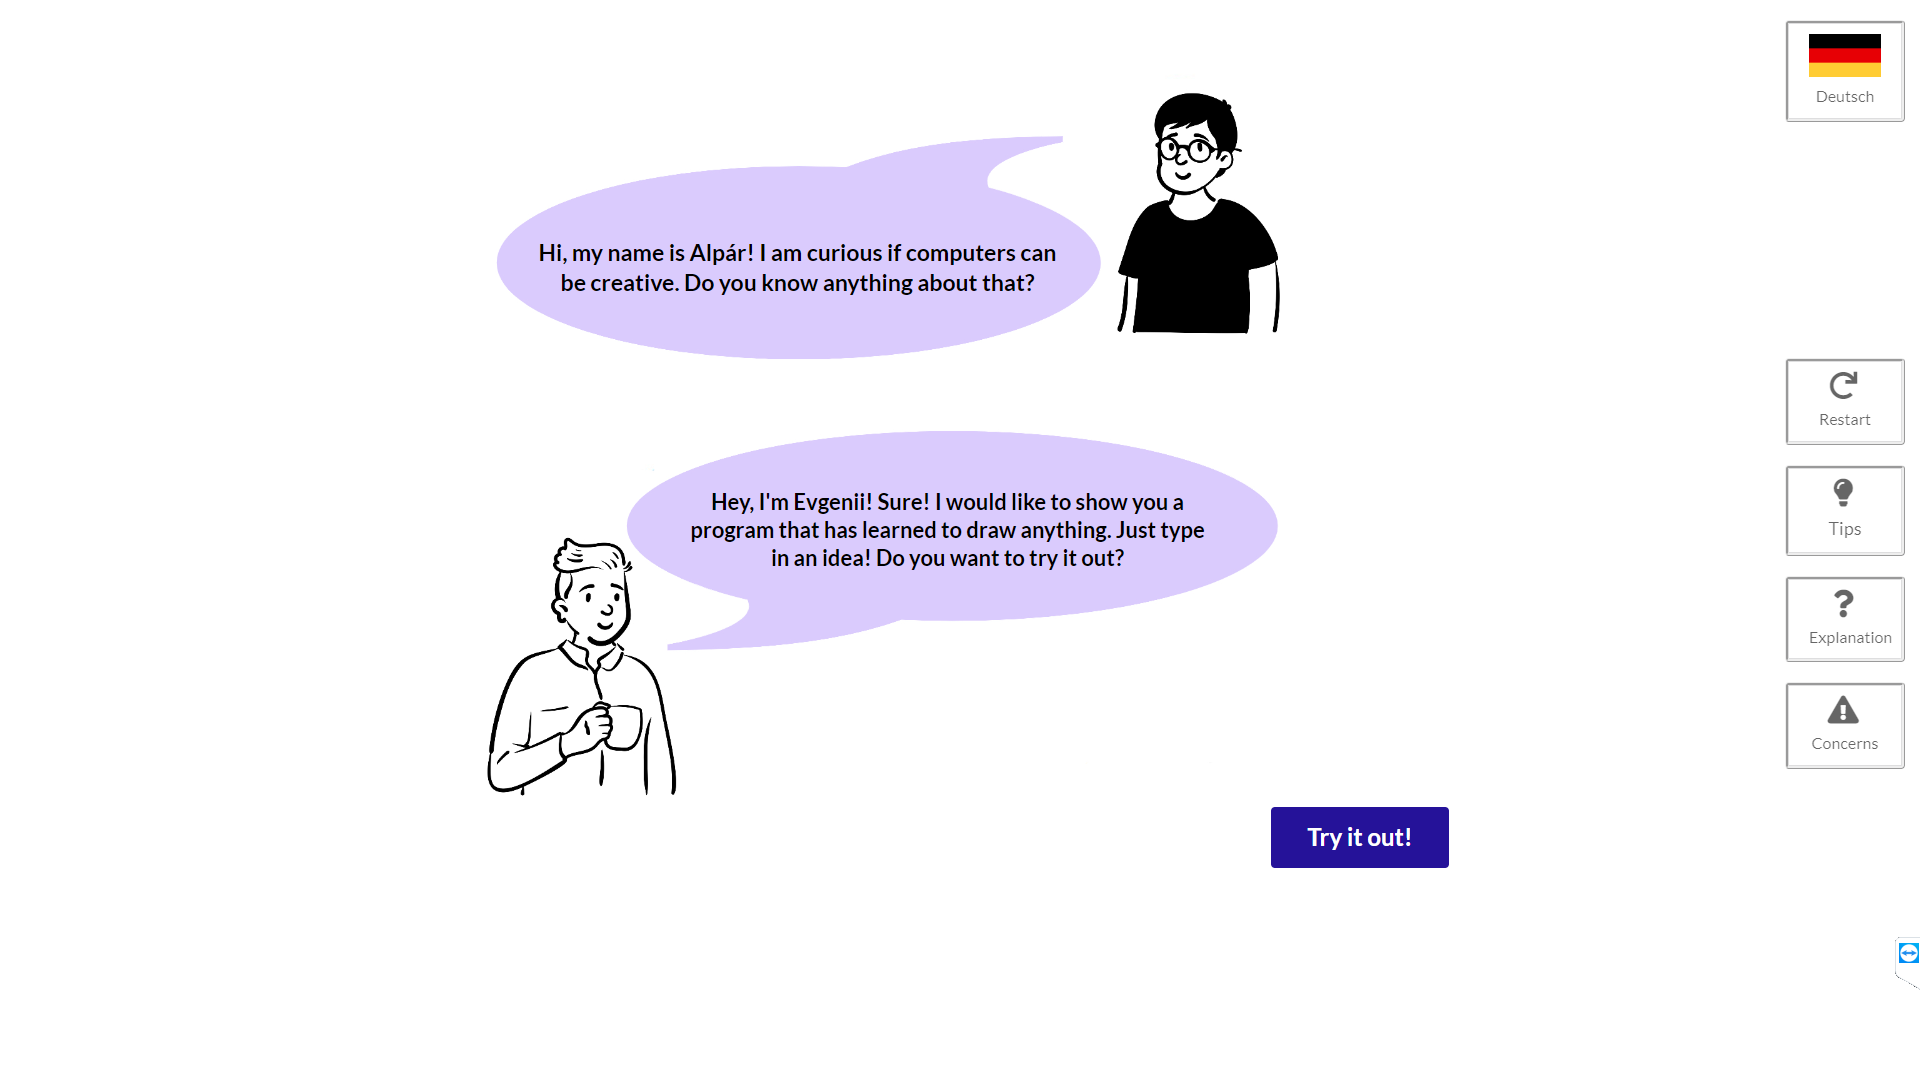 Deutsch
Hi, my name is Alpár! I am curious if computers can
be creative. Do you know anything about that?
Restart
Hey, I'm Evgenii! Sure! I would like to show you a
program that has learned to draw anything. Just type
in an idea! Do you want to try it out?
Tips
Explanation
Concerns
Try it out!